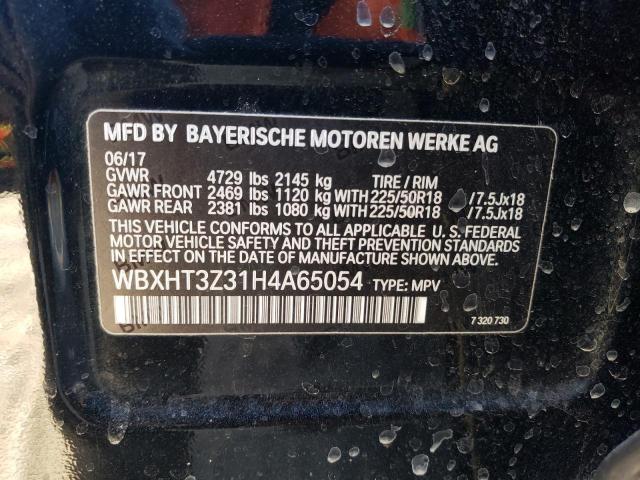 MFD BY BAYERISCHE MOTOREN WERKE AG
06/17
GVWR 4729 lbs 2145 kg TIRE / RIM
GAWR FRONT 2469 lbs 1120 kg WITH 225/50R18 /7.5Jx18
GAWR REAR 2381 lbs 1080 kg WITH 225/50R18 /7.5Jx18
THIS VEHICLE CONFORMS TO ALL APPLICABLE U. S. FEDERAL
MOTOR VEHICLE SAFETY AND THEFT PREVENTION STANDARDS
IN EFFECT ON THE DATE OF MANUFACTURE SHOWN ABOVE.
WBXHT3Z31H4A65054 TYPE: MPV
7 320 730